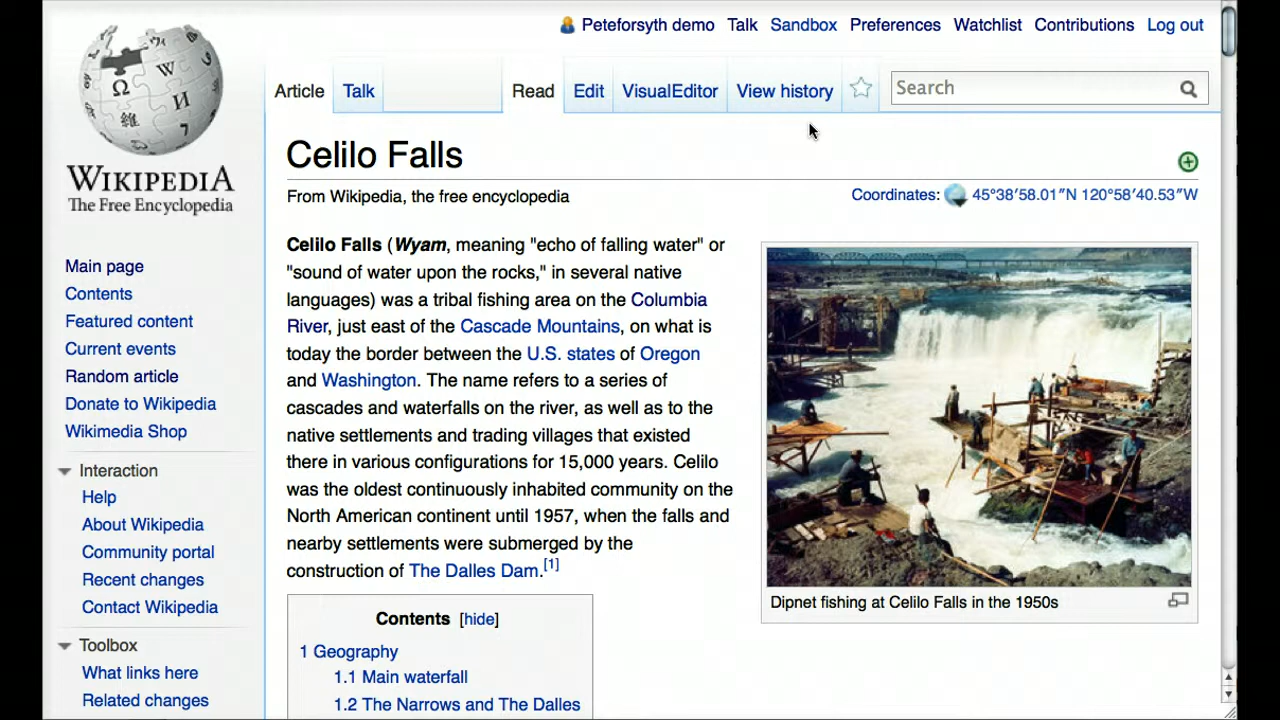 Peteforsyth demo Talk Sandbox Preferences Watchlist Contributions Log out
Article Talk Read Edit VisualEditor View history Search
WIKIPEDIA
The Free Encyclopedia
Main page
Contents
Featured content
Current events
Random article
Donate to Wikipedia
Wikimedia Shop
Interaction
Help
About Wikipedia
Community portal
Recent changes
Contact Wikipedia
Toolbox
What links here
Related changes
Celilo Falls
From Wikipedia, the free encyclopedia
Coordinates: 45°38′58.01″N 120°58′40.53″W
Celilo Falls (Wyam, meaning "echo of falling water" or
"sound of water upon the rocks," in several native
languages) was a tribal fishing area on the Columbia
River, just east of the Cascade Mountains, on what is
today the border between the U.S. states of Oregon
and Washington. The name refers to a series of
cascades and waterfalls on the river, as well as to the
native settlements and trading villages that existed
there in various configurations for 15,000 years. Celilo
was the oldest continuously inhabited community on the
North American continent until 1957, when the falls and
nearby settlements were submerged by the
construction of The Dalles Dam.[1]
Dipnet fishing at Celilo Falls in the 1950s
Contents [hide]
1 Geography
1.1 Main waterfall
1.2 The Narrows and The Dalles